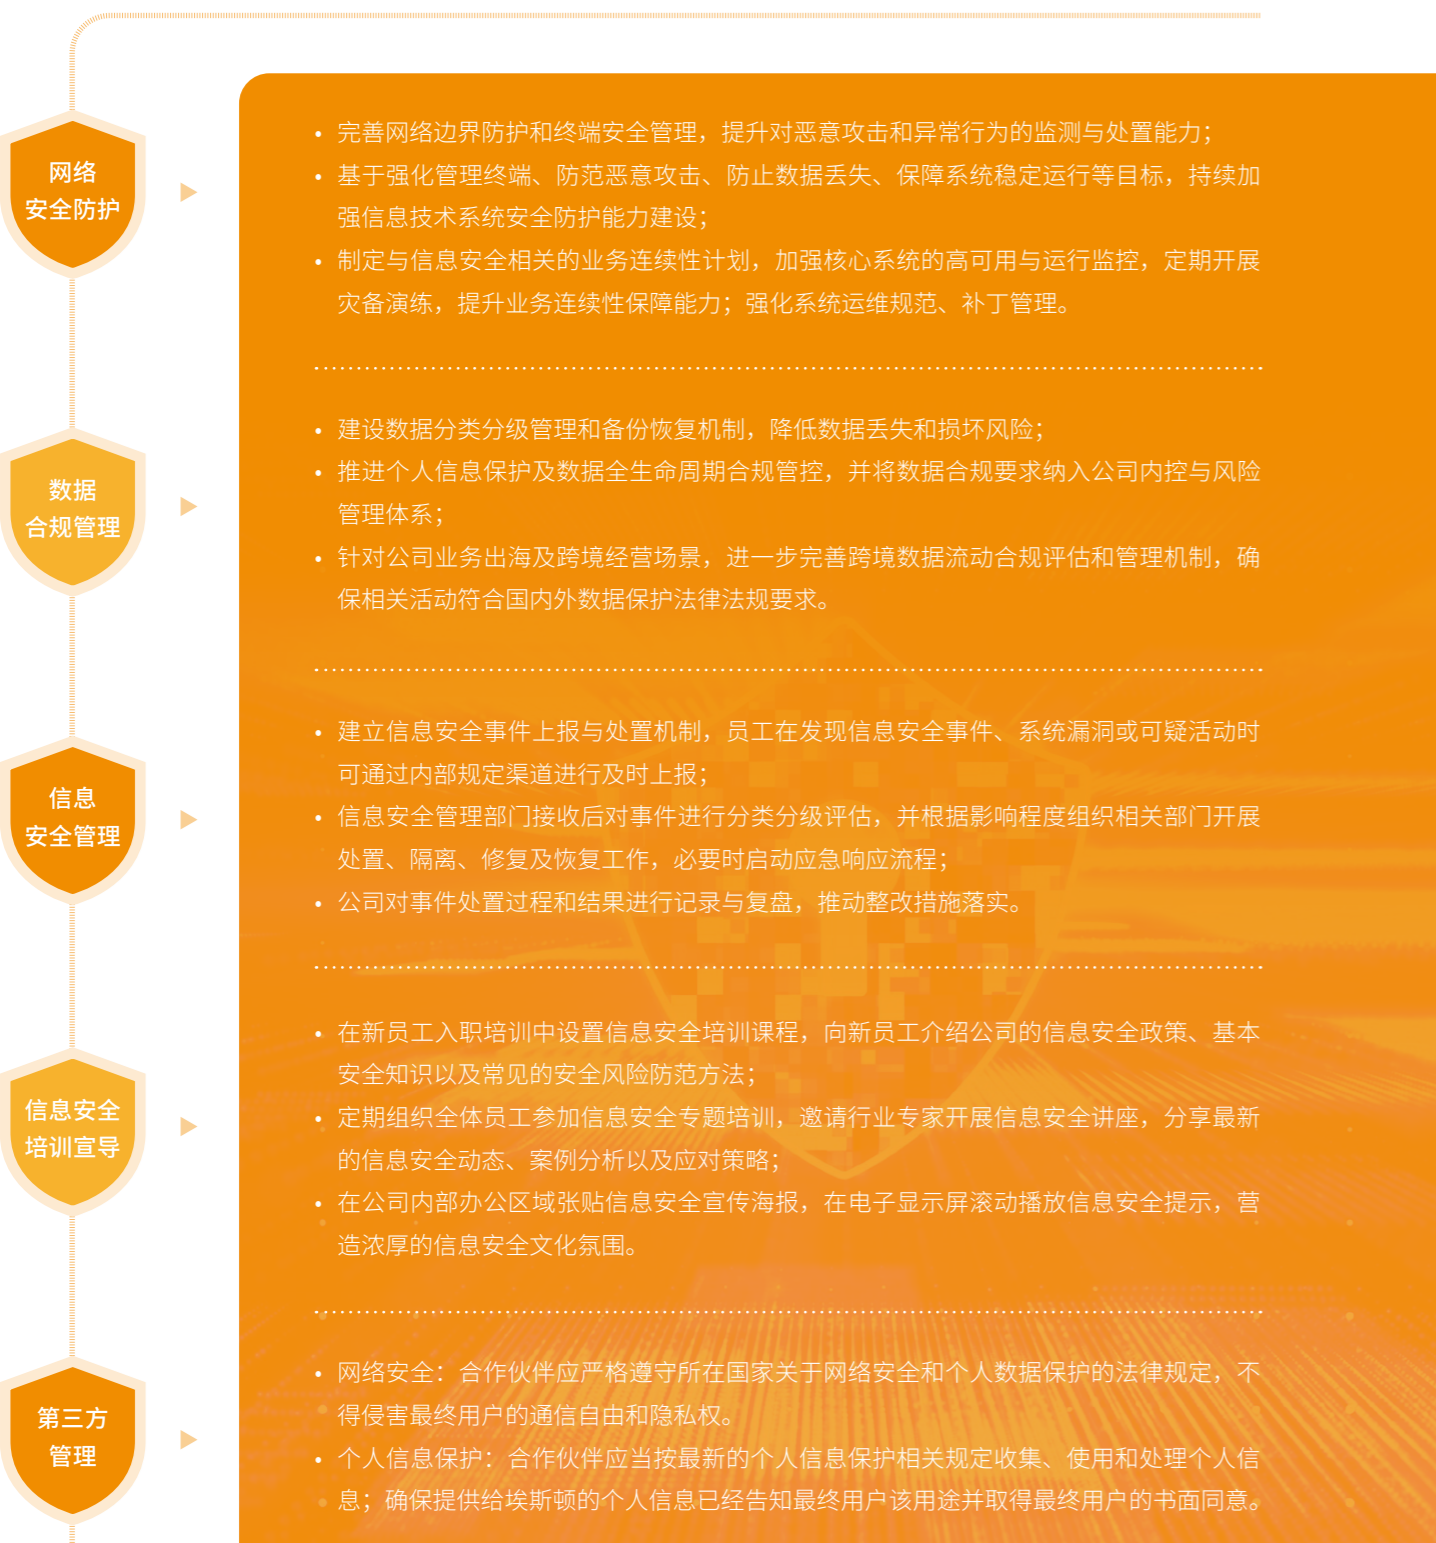 网络
安全防护
• 完善网络边界防护和终端安全管理，提升对恶意攻击和异常行为的监测与处置能力；
• 基于强化管理终端、防范恶意攻击、防止数据丢失、保障系统稳定运行等目标，持续加
强信息技术系统安全防护能力建设；
• 制定与信息安全相关的业务连续性计划，加强核心系统的高可用与运行监控，定期开展
灾备演练，提升业务连续性保障能力；强化系统运维规范、补丁管理。
数据
合规管理
• 建设数据分类分级管理和备份恢复机制，降低数据丢失和损坏风险；
• 推进个人信息保护及数据全生命周期合规管控，并将数据合规要求纳入公司内控与风险
管理体系；
• 针对公司业务出海及跨境经营场景，进一步完善跨境数据流动合规评估和管理机制，确
保相关活动符合国内外数据保护法律法规要求。
信息
安全管理
• 建立信息安全事件上报与处置机制，员工在发现信息安全事件、系统漏洞或可疑活动时
可通过内部规定渠道进行及时上报；
• 信息安全管理部门接收后对事件进行分类分级评估，并根据影响程度组织相关部门开展
处置、隔离、修复及恢复工作，必要时启动应急响应流程；
• 公司对事件处置过程和结果进行记录与复盘，推动整改措施落实。
信息安全
培训宣导
• 在新员工入职培训中设置信息安全培训课程，向新员工介绍公司的信息安全政策、基本
安全知识以及常见的安全风险防范方法；
• 定期组织全体员工参加信息安全专题培训，邀请行业专家开展信息安全讲座，分享最新
的信息安全动态、案例分析以及应对策略；
• 在公司内部办公区域张贴信息安全宣传海报，在电子显示屏滚动播放信息安全提示，营
造浓厚的信息安全文化氛围。
第三方
管理
• 网络安全：合作伙伴应严格遵守所在国家关于网络安全和个人数据保护的法律规定，不
得侵害最终用户的通信自由和隐私权。
• 个人信息保护：合作伙伴应当按最新的个人信息保护相关规定收集、使用和处理个人信
息；确保提供给埃斯顿的个人信息已经告知最终用户该用途并取得最终用户的书面同意。